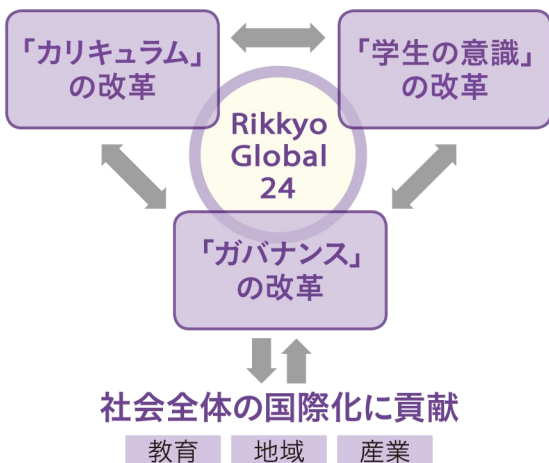 「カリキュラム」
の改革
「学生の意識」
の改革
Rikkyo
Global
24
「ガバナンス」
の改革
社会全体の国際化に貢献
教育
地域
産業